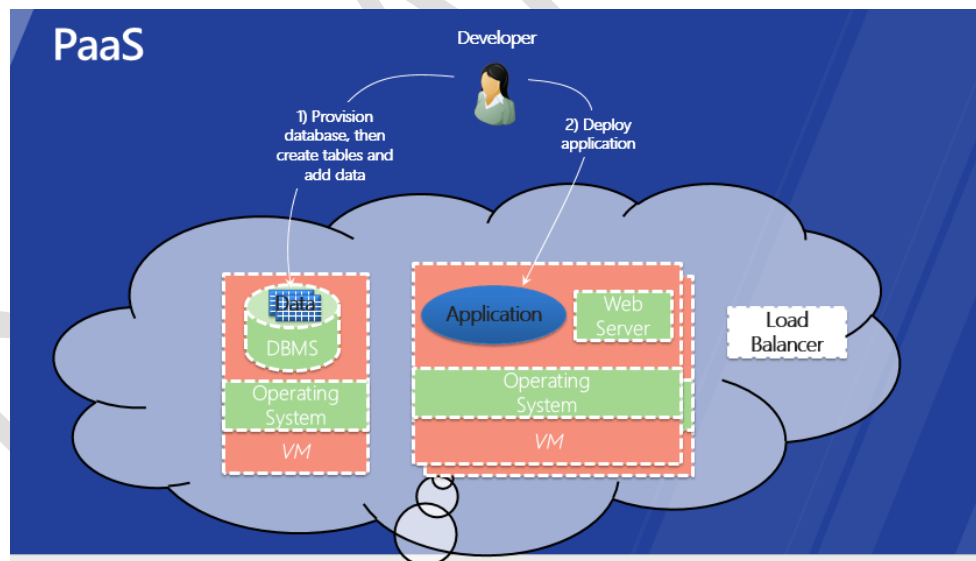 PaaS
Developer
1) Provision
database, then
create tables and
add data
2) Deploy
application
Data
DBMS
Operating
System
VM
Application
Web
Server
Operating
System
VM
Load
Balancer